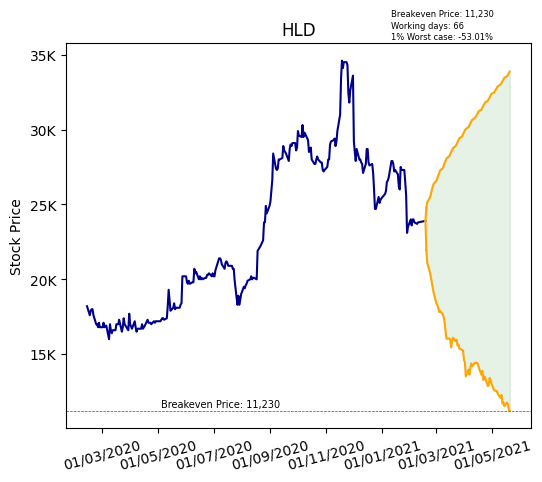 Breakeven Price: 11,230
Working days: 66
1% Worst case: -53.01%
HLD
Stock Price
35K
30K
25K
20K
15K
Breakeven Price: 11,230
01/03/2020
01/05/2020
01/07/2020
01/09/2020
01/11/2020
01/01/2021
01/03/2021
01/05/2021